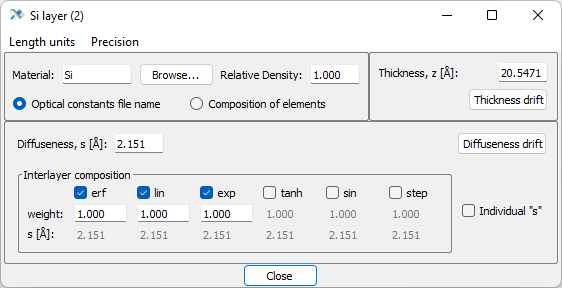 Si layer (2)
Length units Precision
Material: Si Browse... Relative Density: 1.000
Thickness, z [Å]: 20.5471
Optical constants file name Composition of elements
Thickness drift
Diffuseness, s [Å]: 2.151 Diffuseness drift
Interlayer composition
erf lin exp tanh sin step
weight: 1.000 1.000 1.000 1.000 1.000 1.000
Individual "s"
s [Å]: 2.151 2.151 2.151 2.151 2.151 2.151
Close